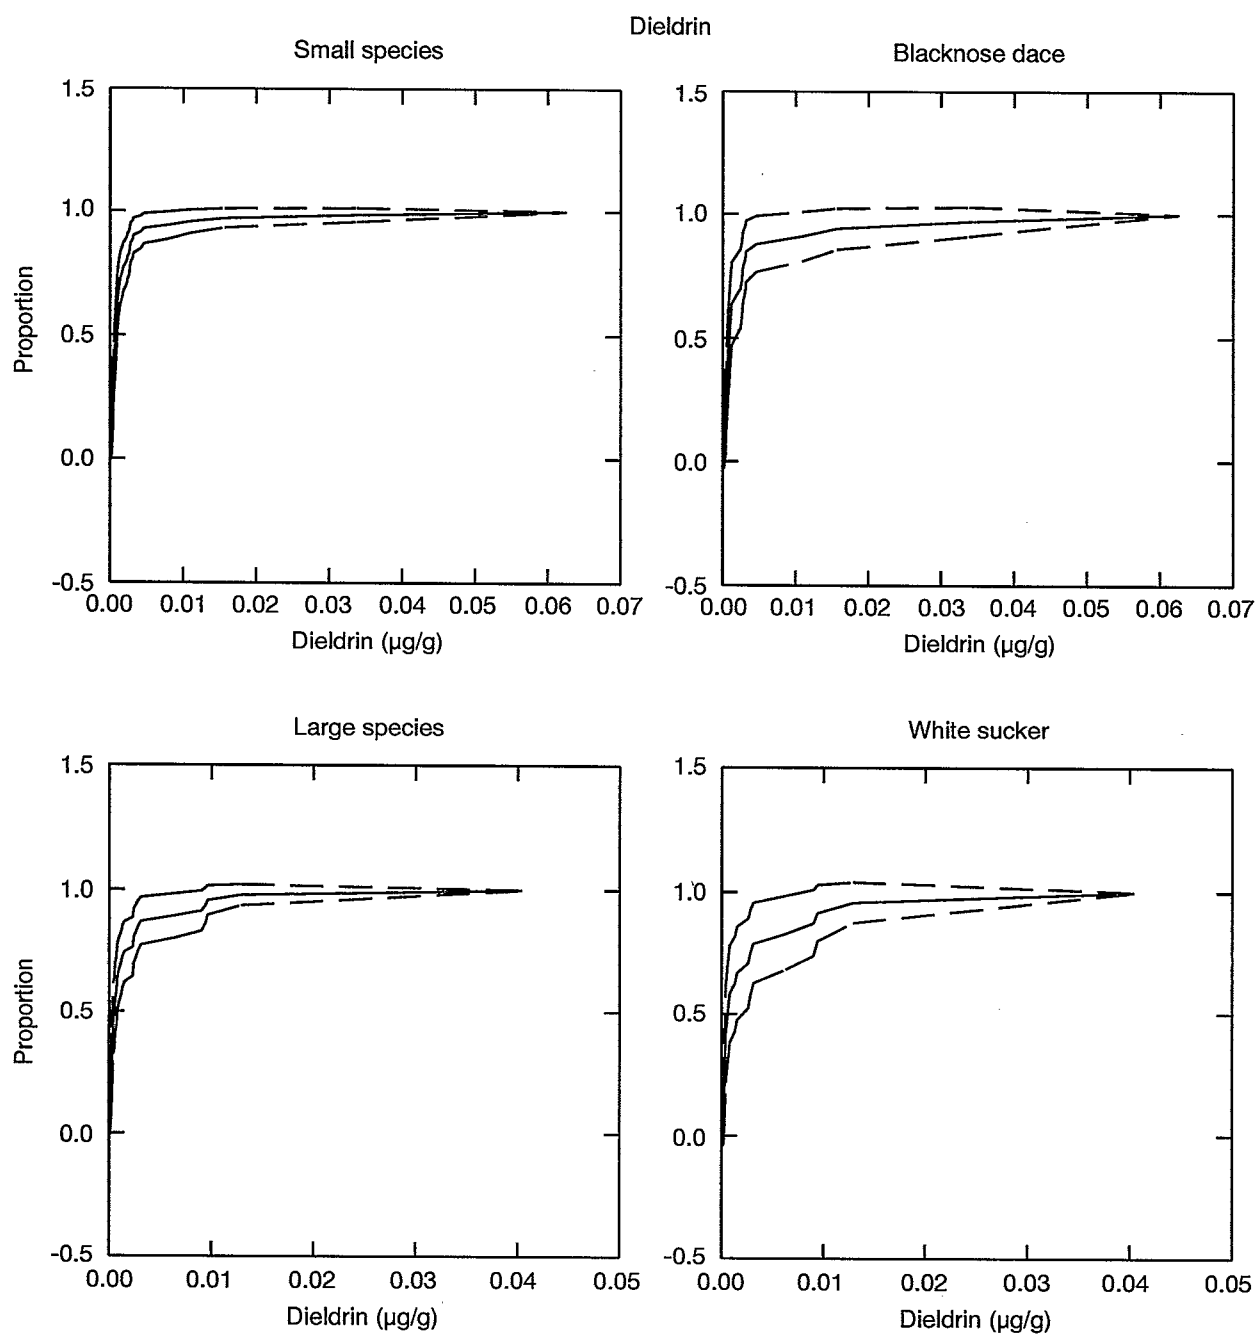 Dieldrin
Small species
Blacknose dace
1.5
1.0
0.5
0.0
-0.5
Proportion
0.00 0.01 0.02 0.03 0.04 0.05 0.06 0.07
Dieldrin (µg/g)
1.5
1.0
0.5
0.0
-0.5
0.00 0.01 0.02 0.03 0.04 0.05 0.06 0.07
Dieldrin (µg/g)
Large species
White sucker
1.5
1.0
0.5
0.0
-0.5
Proportion
0.00 0.01 0.02 0.03 0.04 0.05
Dieldrin (µg/g)
1.5
1.0
0.5
0.0
-0.5
0.00 0.01 0.02 0.03 0.04 0.05
Dieldrin (µg/g)